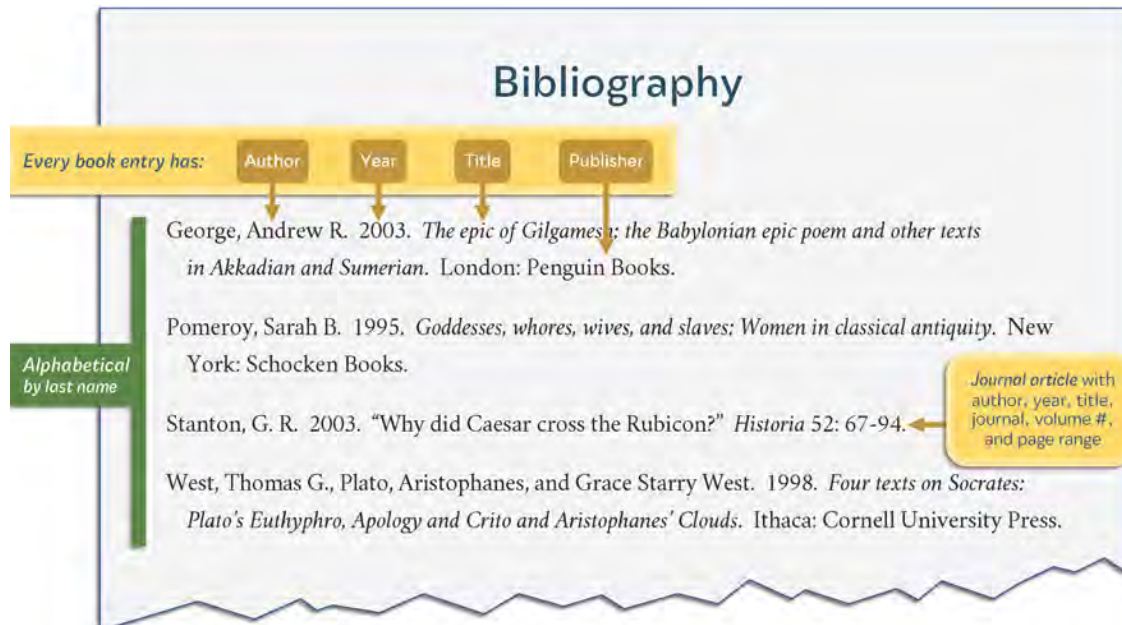 Bibliography
Every book entry has: Author Year Title Publisher
George, Andrew R. 2003. The epic of Gilgamesh: the Babylonian epic poem and other texts
in Akkadian and Sumerian. London: Penguin Books.
Pomeroy, Sarah B. 1995. Goddesses, whores, wives, and slaves: Women in classical antiquity. New
York: Schocken Books.
Alphabetical
by last name
Stanton, G. R. 2003. “Why did Caesar cross the Rubicon?” Historia 52: 67-94.
Journal article with
author, year, title,
journal, volume #,
and page range
West, Thomas G., Plato, Aristophanes, and Grace Starry West. 1998. Four texts on Socrates:
Plato’s Euthyphro, Apology and Crito and Aristophanes’ Clouds. Ithaca: Cornell University Press.